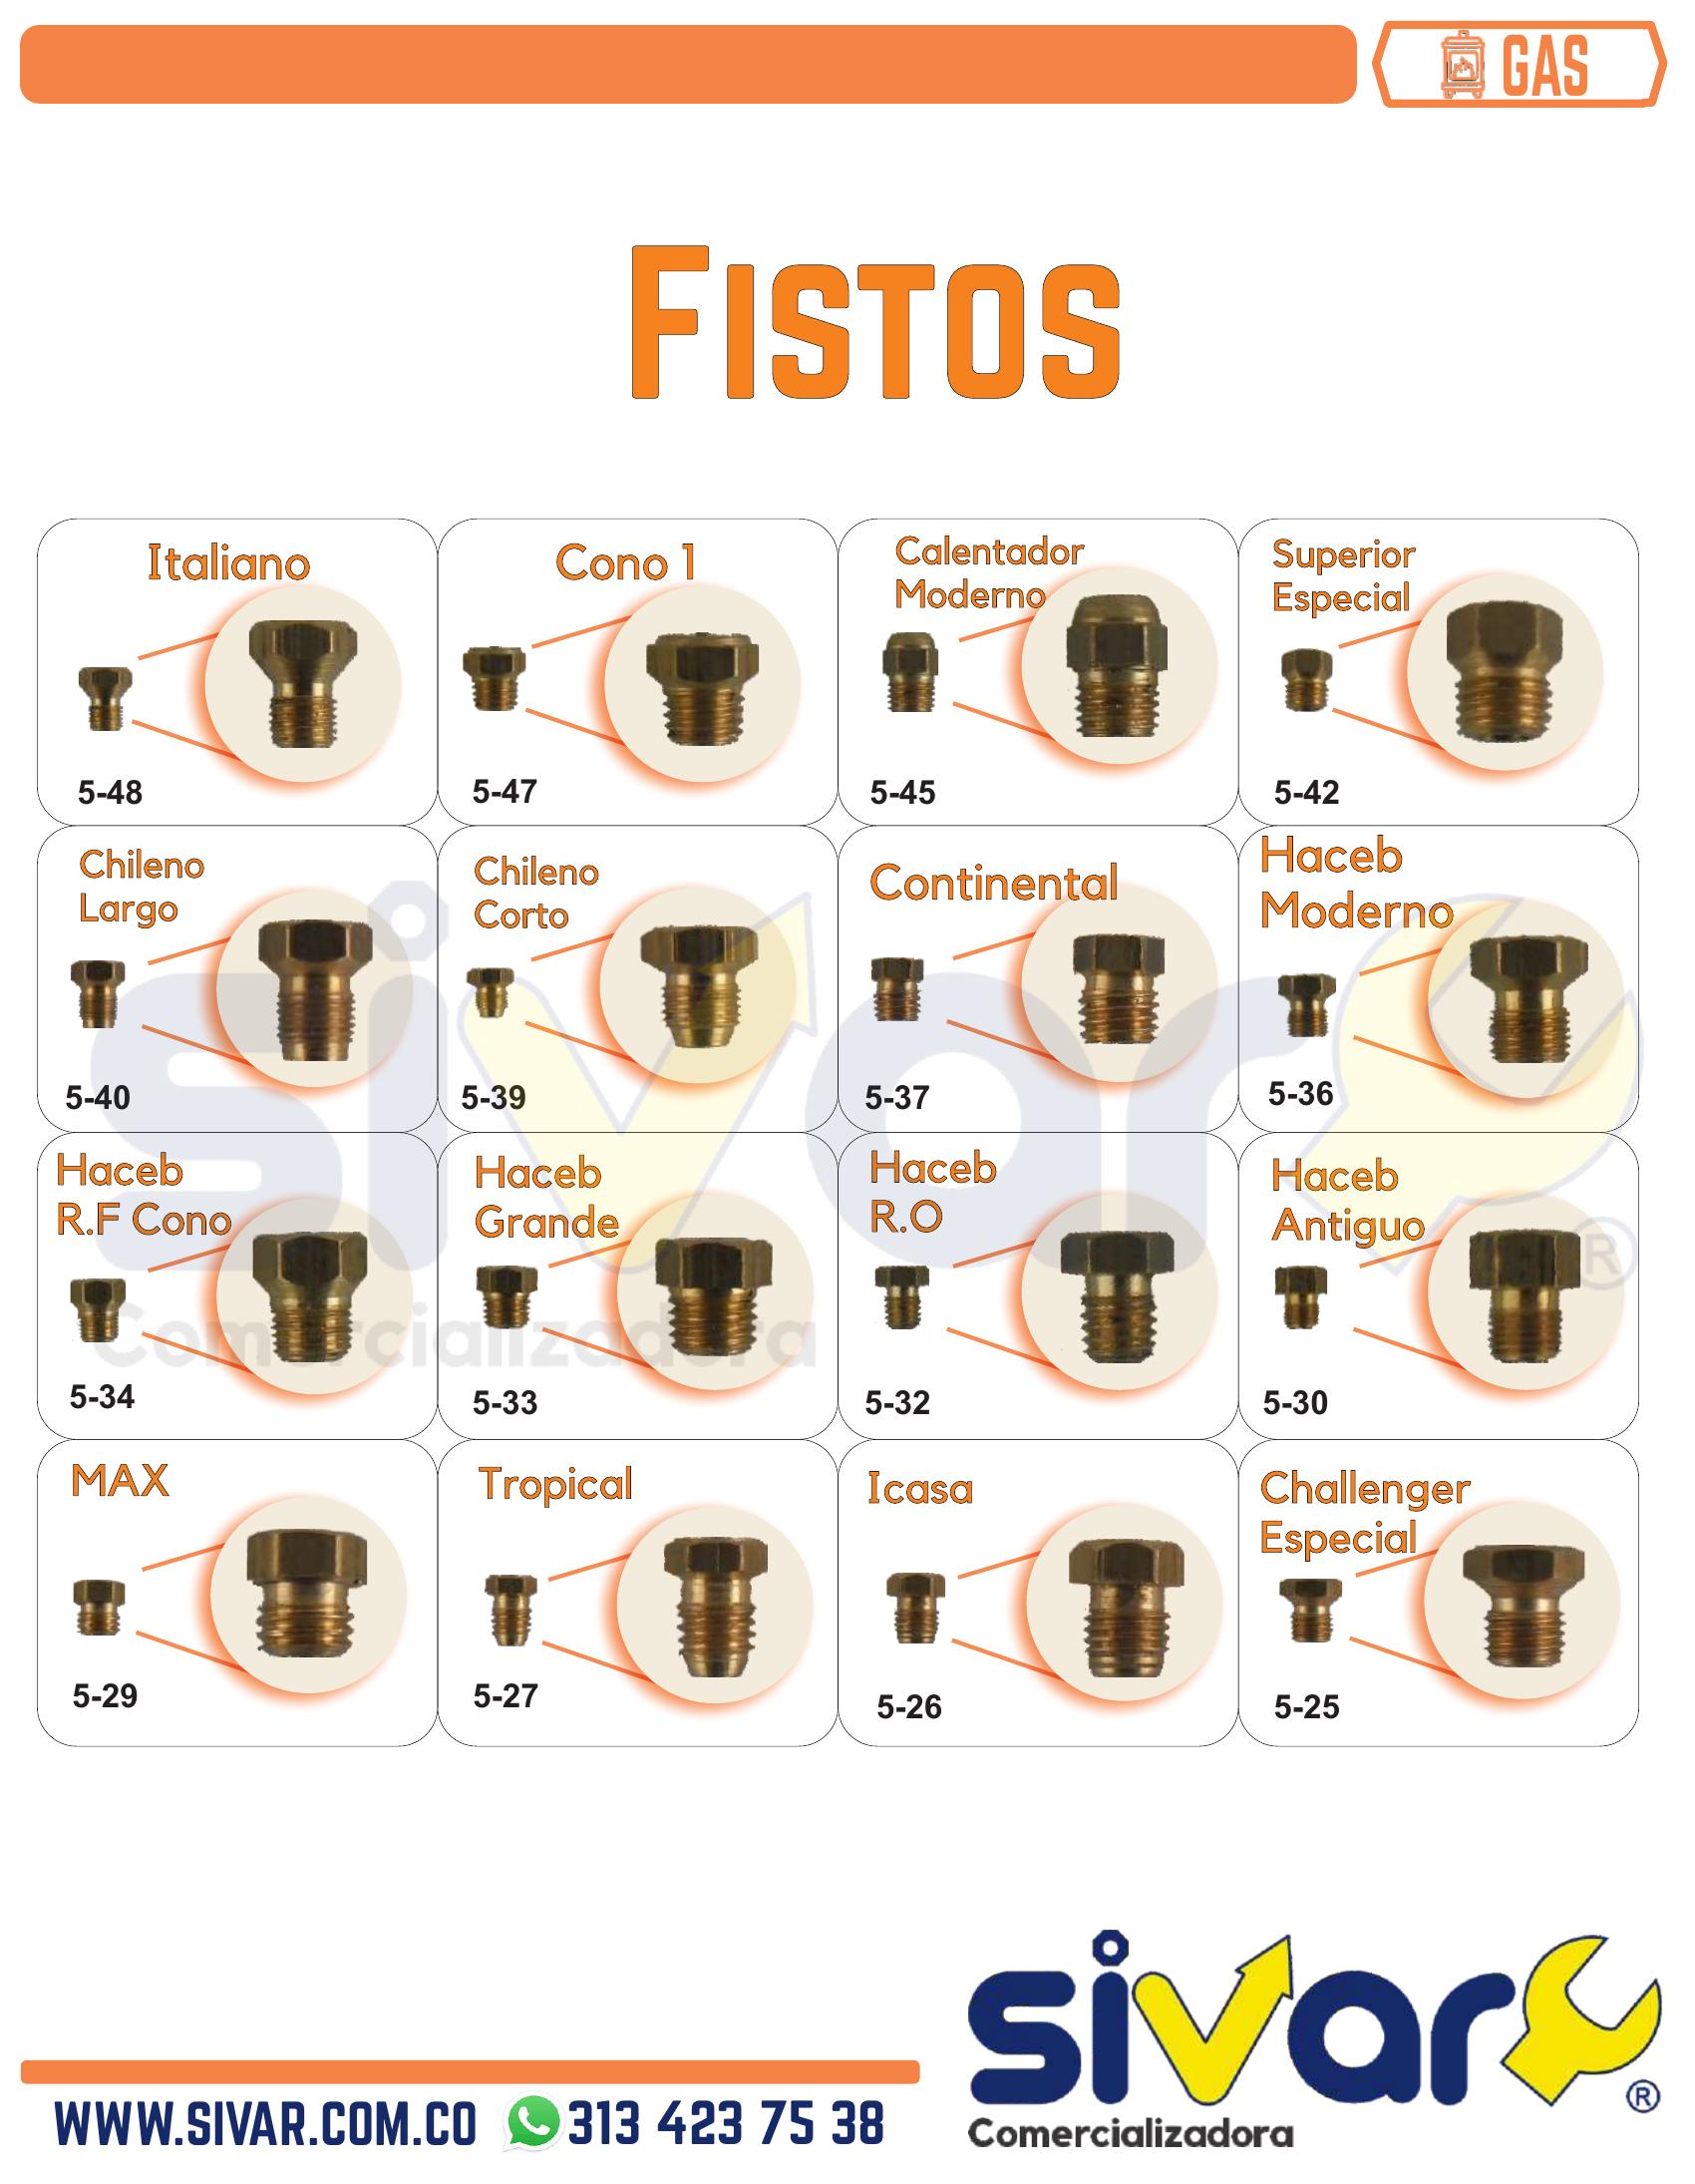 GAS
FISTOS
Italiano
5-48
Cono 1
5-47
Calentador
Moderno
5-45
Superior
Especial
5-42
Chileno
Largo
5-40
Chileno
Corto
5-39
Continental
5-37
Haceb
Moderno
5-36
Haceb
R.F Cono
5-34
Haceb
Grande
5-33
Haceb
R.O
5-32
Haceb
Antiguo
5-30
MAX
5-29
Tropical
5-27
Icasa
5-26
Challenger
Especial
5-25
sivar
®
Comercializadora
sivar
®
Comercializadora
WWW.SIVAR.COM.CO 313 423 75 38